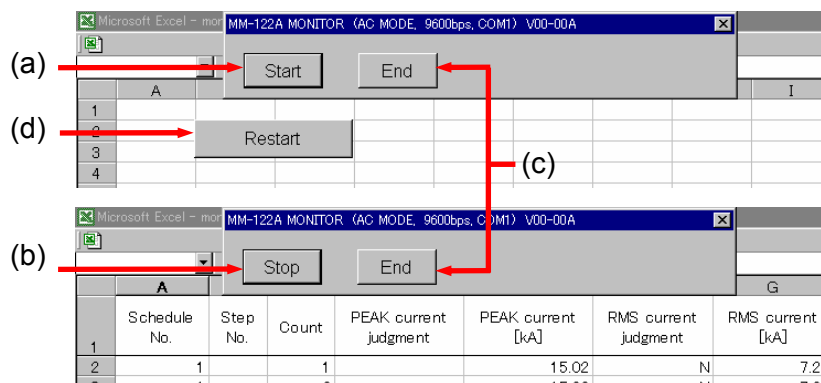 Microsoft Excel - mor
MM-122A MONITOR (AC MODE, 9600bps, COM1) V00-00A
(a)
Start
End
A
I
1
(d)
2
Restart
3
(c)
4
Microsoft Excel - mor
MM-122A MONITOR (AC MODE, 9600bps, COM1) V00-00A
(b)
Stop
End
A
G
Schedule No.
Step No.
Count
PEAK current judgment
PEAK current [kA]
RMS current judgment
RMS current [kA]
1
2
1
1
15.02
N
7.2